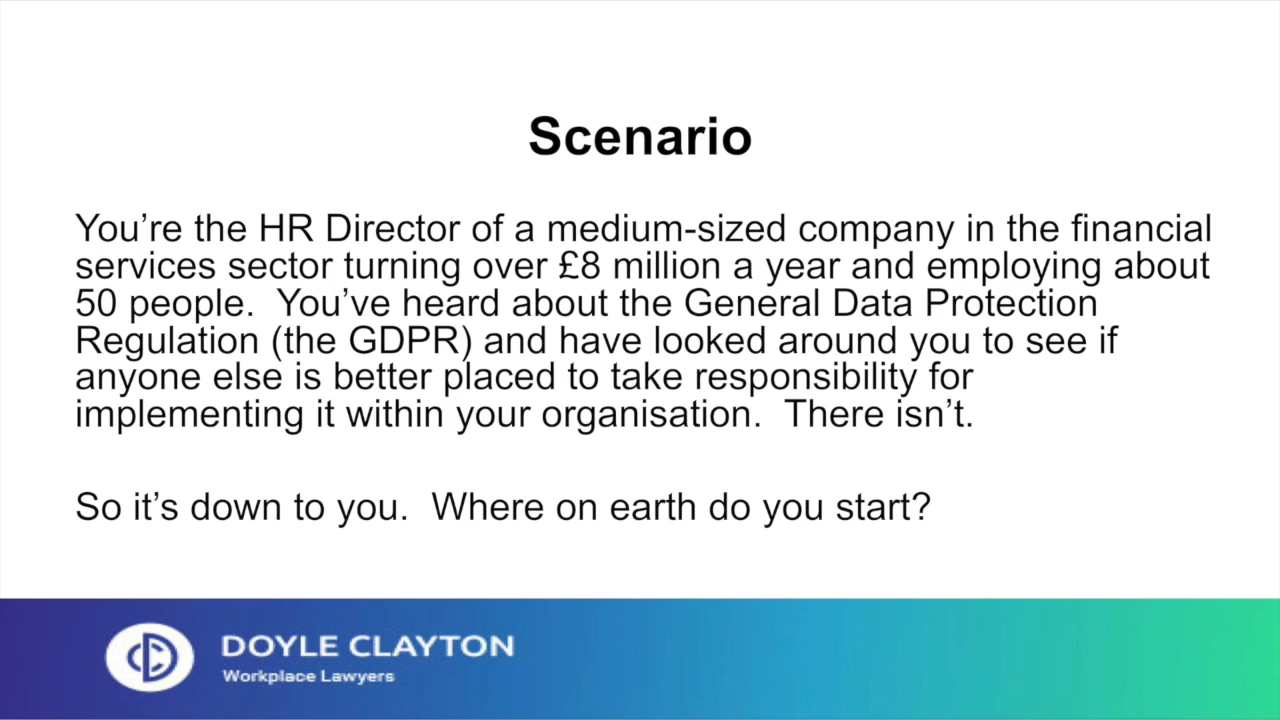 Scenario
You’re the HR Director of a medium-sized company in the financial
services sector turning over £8 million a year and employing about
50 people.  You’ve heard about the General Data Protection
Regulation (the GDPR) and have looked around you to see if
anyone else is better placed to take responsibility for
implementing it within your organisation.  There isn’t.
So it’s down to you.  Where on earth do you start?
DOYLE CLAYTON
Workplace Lawyers